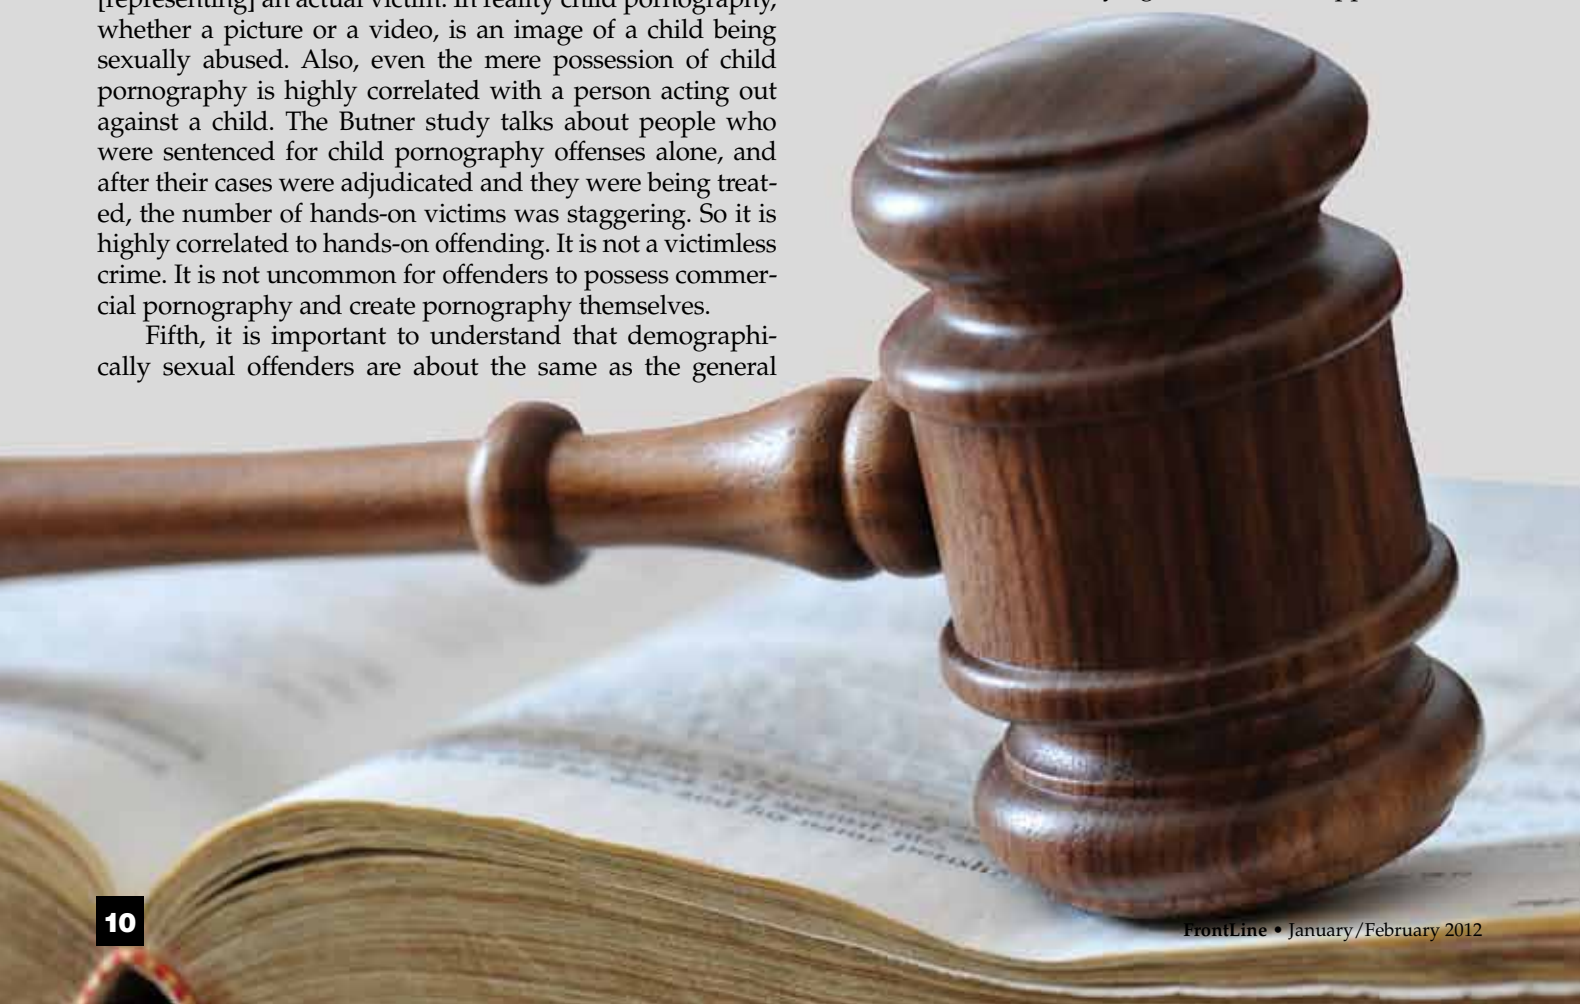 [representing] an actual victim. In reality child pornography,
whether a picture or a video, is an image of a child being
sexually abused. Also, even the mere possession of child
pornography is highly correlated with a person acting out
against a child. The Butner study talks about people who
were sentenced for child pornography offenses alone, and
after their cases were adjudicated and they were being treat-
ed, the number of hands-on victims was staggering. So it is
highly correlated to hands-on offending. It is not a victimless
crime. It is not uncommon for offenders to possess commer-
cial pornography and create pornography themselves.
Fifth, it is important to understand that demographi-
cally sexual offenders are about the same as the general
and his name perish
10
FrontLine • January/February 2012